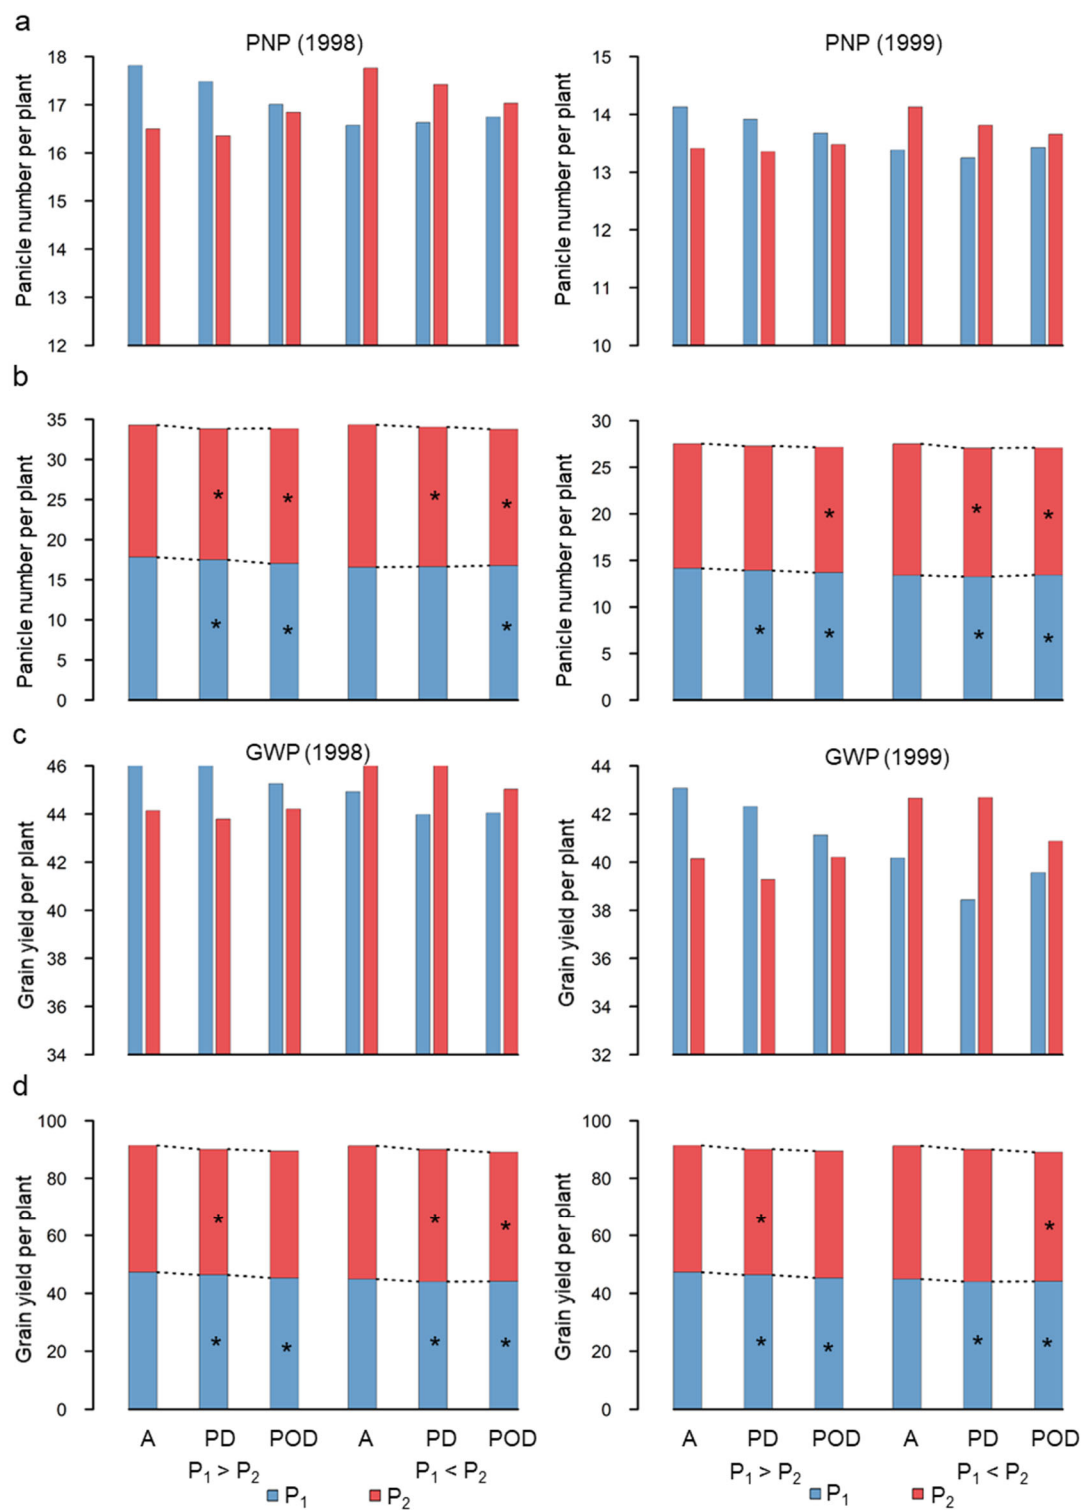 a
PNP (1998)
Panicle number per plant
18
17
16
15
14
13
12
PNP (1999)
Panicle number per plant
15
14
13
12
11
10
b
Panicle number per plant
35
30
25
20
15
10
5
0
* * * *
* * *
Panicle number per plant
30
25
20
15
10
5
0
* * *
* * * *
c
GWP (1998)
Grain yield per plant
46
44
42
40
38
36
34
GWP (1999)
Grain yield per plant
44
42
40
38
36
34
32
d
Grain yield per plant
100
80
60
40
20
0
* * *
* * * *
Grain yield per plant
100
80
60
40
20
0
* *
* * * *
A PD POD A PD POD
P₁ > P₂ P₁ < P₂
P₁ P₂
A PD POD A PD POD
P₁ > P₂ P₁ < P₂
P₁ P₂